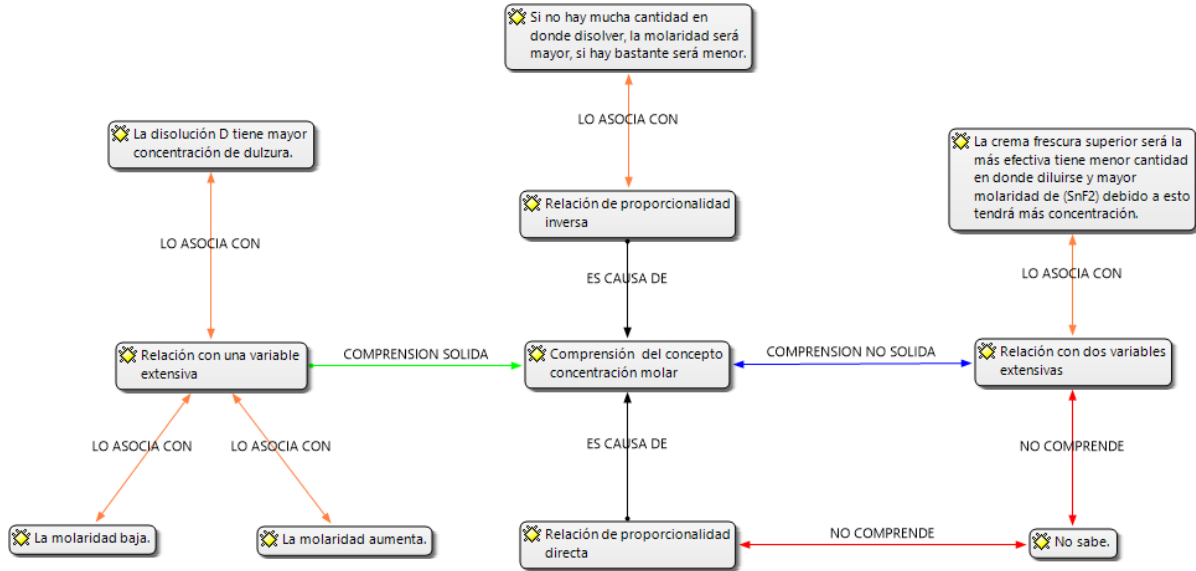 Si no hay mucha cantidad en
donde disolver, la molaridad será
mayor, si hay bastante será menor.
LO ASOCIA CON
La disolución D tiene mayor
concentración de dulzura.
La crema frescura superior será la
más efectiva tiene menor cantidad
en donde diluirse y mayor
molaridad de (SnF2) debido a esto
tendrá más concentración.
Relación de proporcionalidad
inversa
LO ASOCIA CON
LO ASOCIA CON
ES CAUSA DE
Relación con una variable
extensiva
COMPRENSION SOLIDA
Comprensión del concepto
concentración molar
COMPRENSION NO SOLIDA
Relación con dos variables
extensivas
LO ASOCIA CON
LO ASOCIA CON
ES CAUSA DE
NO COMPRENDE
La molaridad baja.
La molaridad aumenta.
Relación de proporcionalidad
directa
NO COMPRENDE
No sabe.